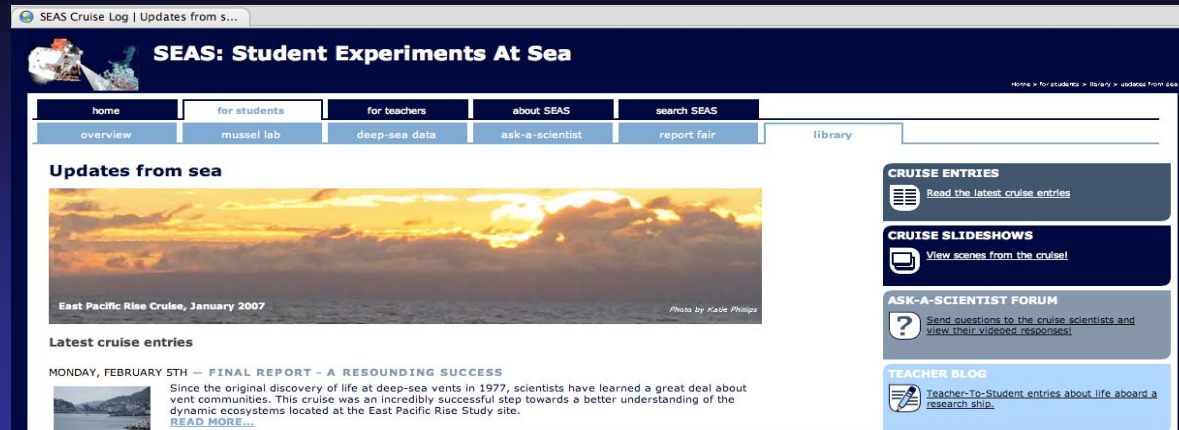 SEAS Cruise Log | Updates from s...
SEAS: Student Experiments At Sea
Home > for students > library > updates from sea
home
for students
for teachers
about SEAS
search SEAS
overview
mussel lab
deep-sea data
ask-a-scientist
report fair
library
Updates from sea
East Pacific Rise Cruise, January 2007
Photo by Katie Phillips
Latest cruise entries
MONDAY, FEBRUARY 5TH — FINAL REPORT - A RESOUNDING SUCCESS
Since the original discovery of life at deep-sea vents in 1977, scientists have learned a great deal about
vent communities. This cruise was an incredibly successful step towards a better understanding of the
dynamic ecosystems located at the East Pacific Rise Study site.
READ MORE...
CRUISE ENTRIES
Read the latest cruise entries
CRUISE SLIDESHOWS
View scenes from the cruise!
ASK-A-SCIENTIST FORUM
?
Send questions to the cruise scientists and
view their videoed responses!
TEACHER BLOG
Teacher-To-Student entries about life aboard a
research ship.